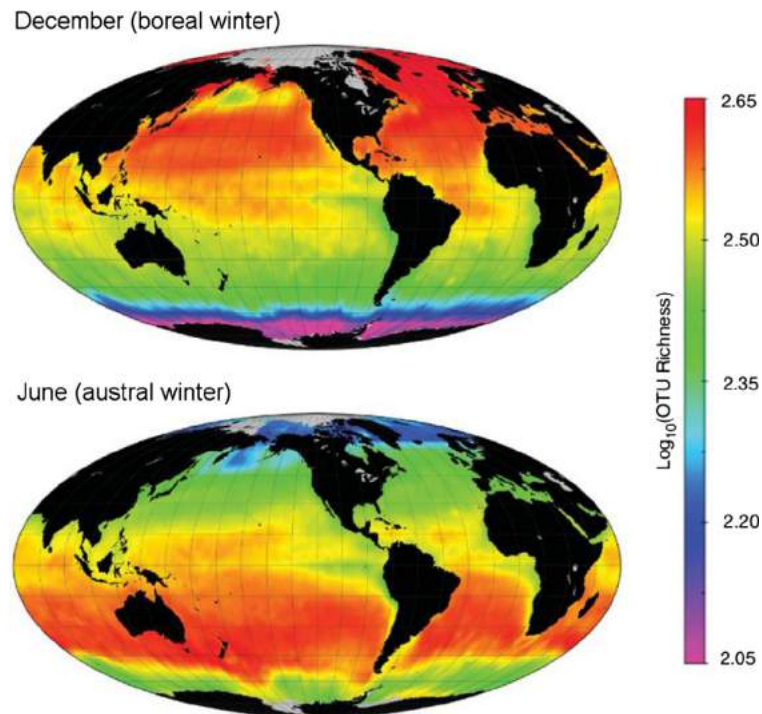 December (boreal winter)
2.65
2.50
2.35
2.20
2.05
Log10(OTU Richness)
June (austral winter)